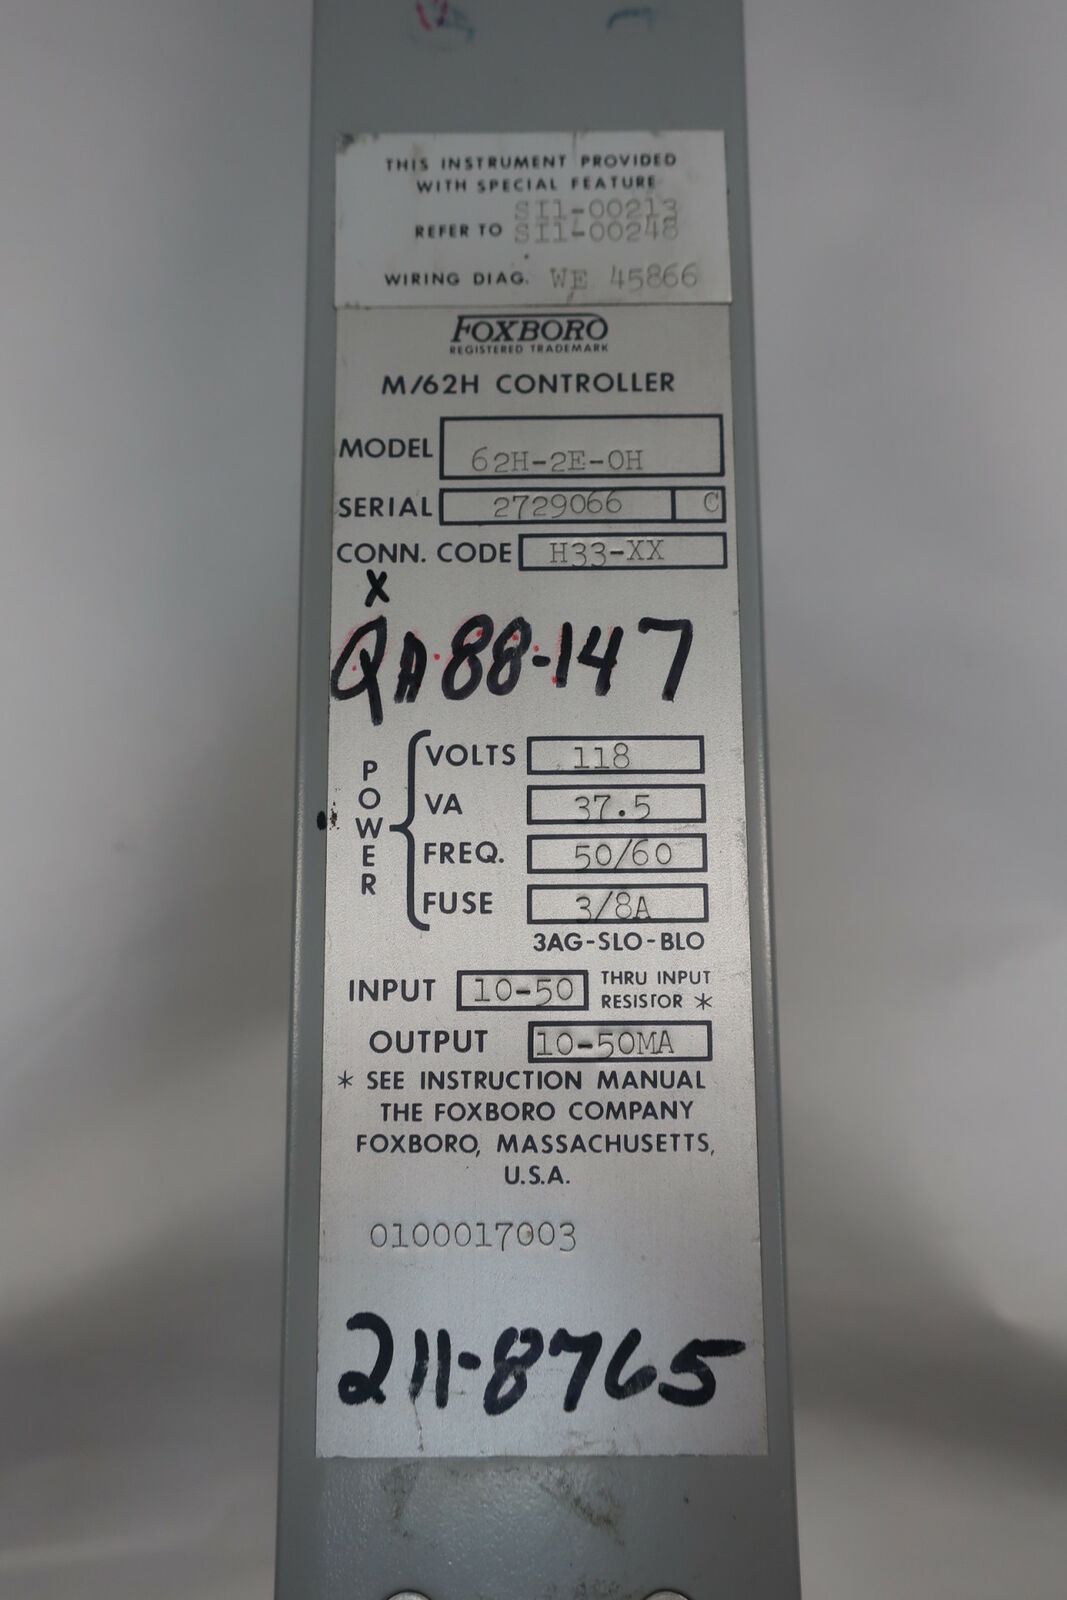 THIS INSTRUMENT PROVIDED
WITH SPECIAL FEATURE
SI1-00213
REFER TO SI1-00248
WIRING DIAG. WE 45866
FOXBORO
REGISTERED TRADEMARK
M/62H CONTROLLER
MODEL 62H-2E-OH
SERIAL 2729066 C
CONN. CODE H33-XX
X
QA-88-147
POWER
VOLTS 118
VA 37.5
FREQ. 50/60
FUSE 3/8A
3AG-SLO-BLO
INPUT 10-50 THRU INPUT
RESISTOR *
OUTPUT 10-50MA
* SEE INSTRUCTION MANUAL
THE FOXBORO COMPANY
FOXBORO, MASSACHUSETTS,
U.S.A.
0100017003
211-8765